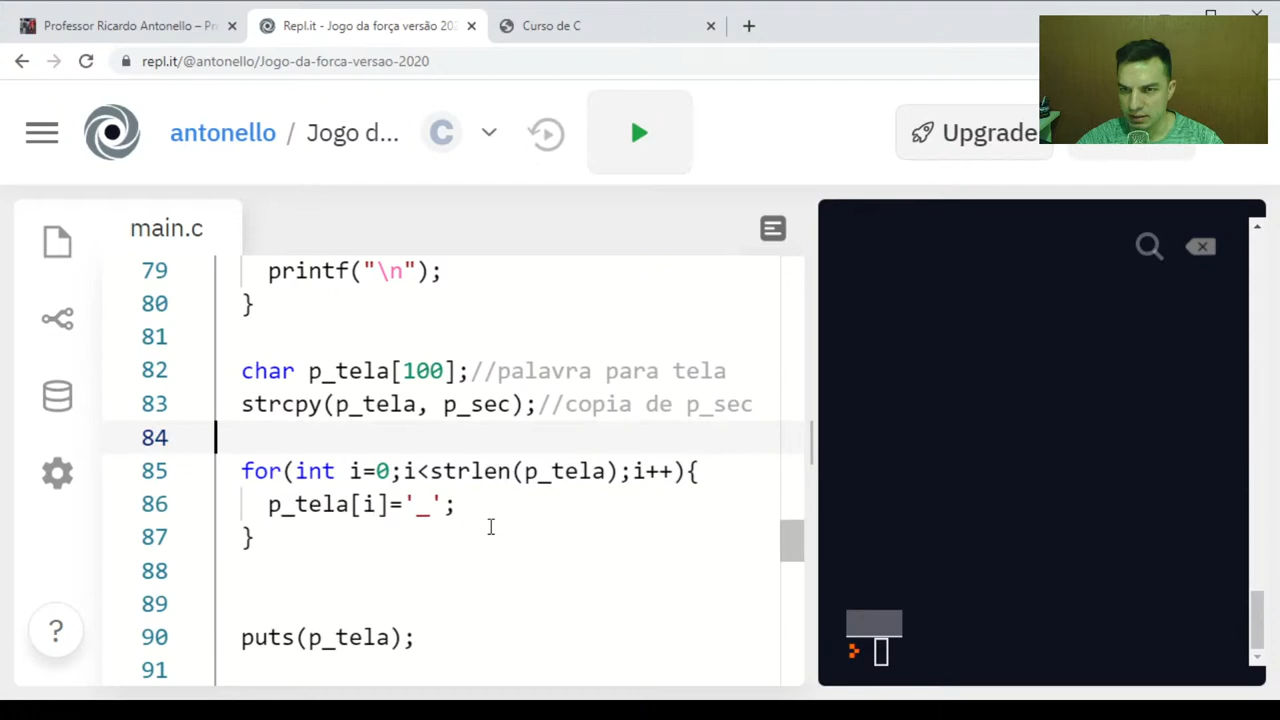 Professor Ricardo Antonello – Pr
Repl.it - Jogo da força versão 202
Curso de C
repl.it/@antonello/Jogo-da-forca-versao-2020
antonello / Jogo d...
C
Upgrade
main.c
79 printf("\n");
80 }
81
82 char p_tela[100];//palavra para tela
83 strcpy(p_tela, p_sec);//copia de p_sec
84
85 for(int i=0;i<strlen(p_tela);i++){
86 p_tela[i]='_';
87 }
88
89
90 puts(p_tela);
91
?